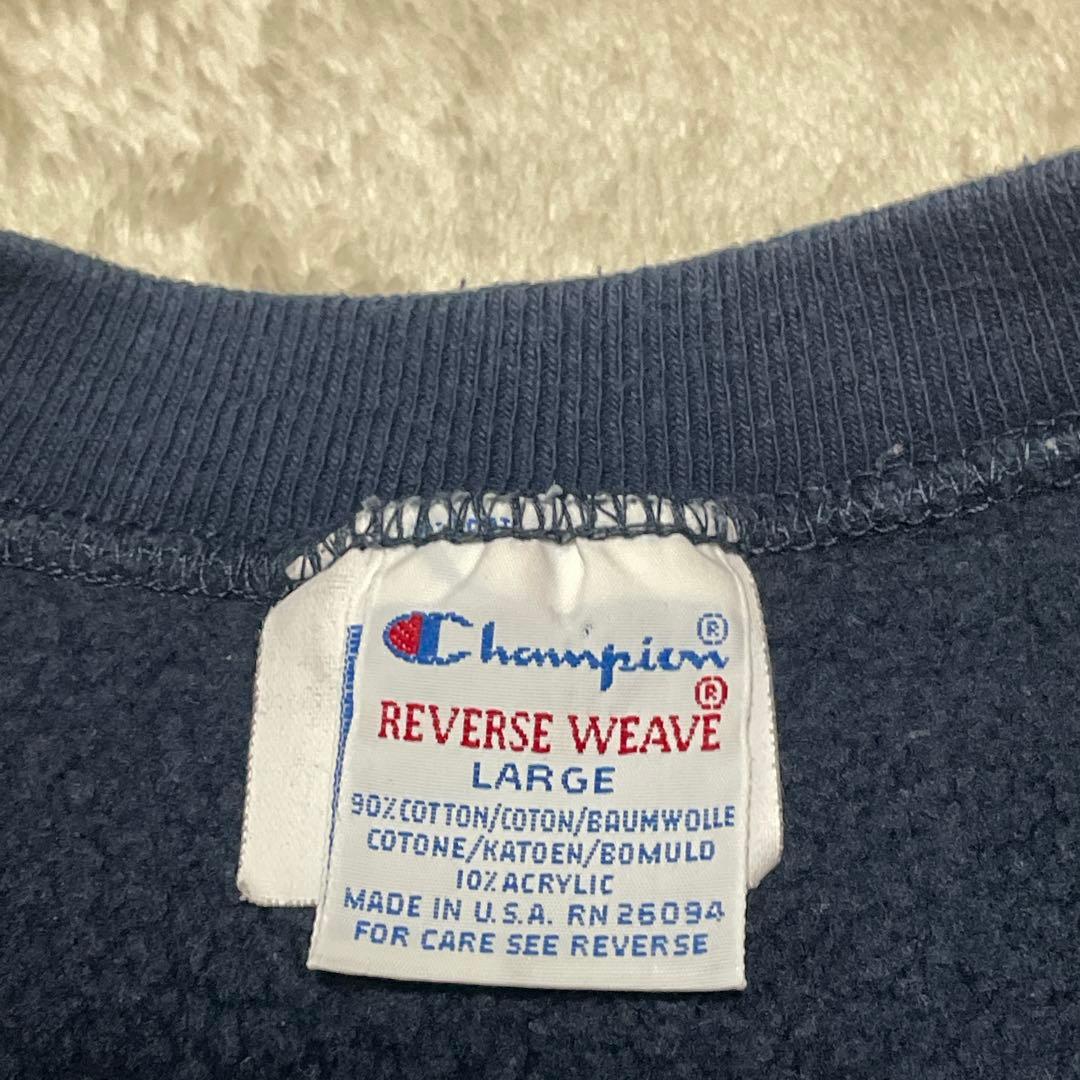 Champion®
REVERSE WEAVE®
LARGE
90% COTTON/COTON/BAUMWOLLE
COTONE/KATOEN/BOMULD
10% ACRYLIC
MADE IN U.S.A. RN 26094
FOR CARE SEE REVERSE